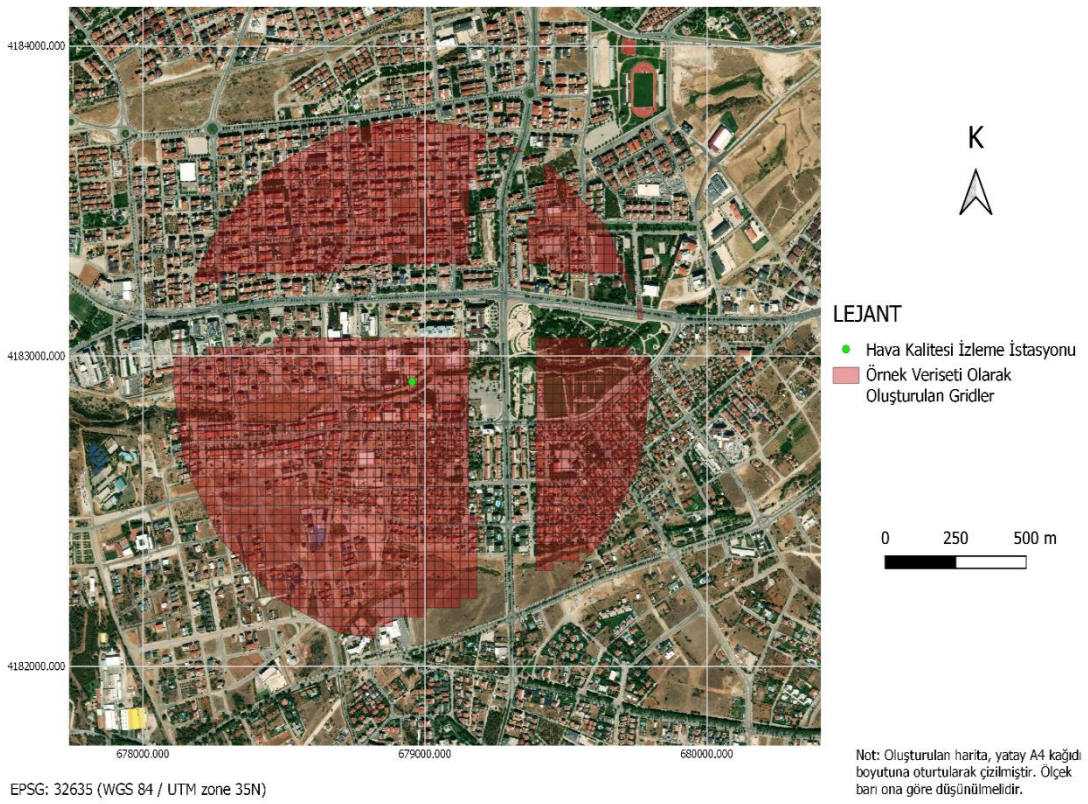 4184000.000
K
4183000.000
LEJANT
Hava Kalitesi İzleme İstasyonu
Örnek Veriseti Olarak
Oluşturulan Gridler
0 250 500 m
4182000.000
678000.000 679000.000 680000.000
EPSG: 32635 (WGS 84 / UTM zone 35N)
Not: Oluşturulan harita, yatay A4 kağıdı
boyutuna oturtularak çizilmiştir. Ölçek
barı ona göre düşünülmelidir.